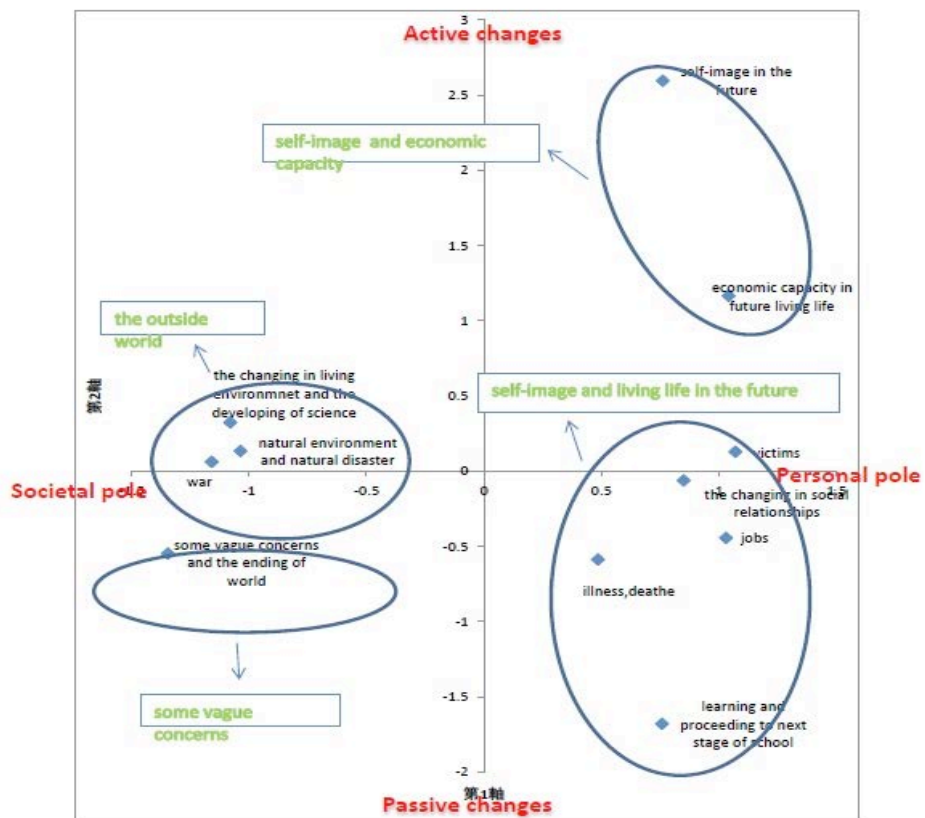 3
Active changes
self-image in the
future
2.5
self-image and economic
capacity
2
1.5
economic capacity in
future living life
1
the outside
world
the changing in living
environmnet and the
developing of science
0.5
self-image and living life in the future
第2軸
natural environment
and natural disaster
victims
0
war
Societal pole
-1
-0.5
0
0.5
1
Personal pole
the changing in social
relationships
some vague concerns
and the ending of
world
-0.5
jobs
illness,deathe
-1
-1.5
some vague
concerns
learning and
proceeding to next
stage of school
-2
第1軸
Passive changes